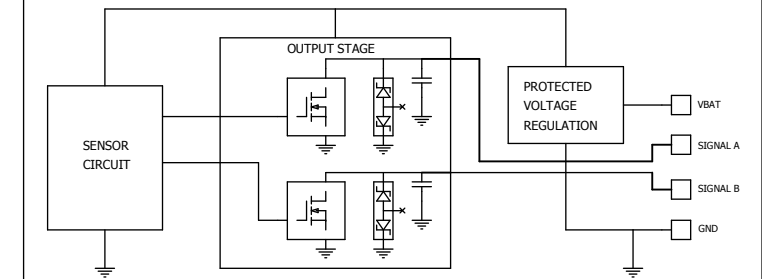 OUTPUT STAGE
PROTECTED
VOLTAGE
REGULATION
VBAT
SENSOR
CIRCUIT
SIGNAL A
SIGNAL B
GND